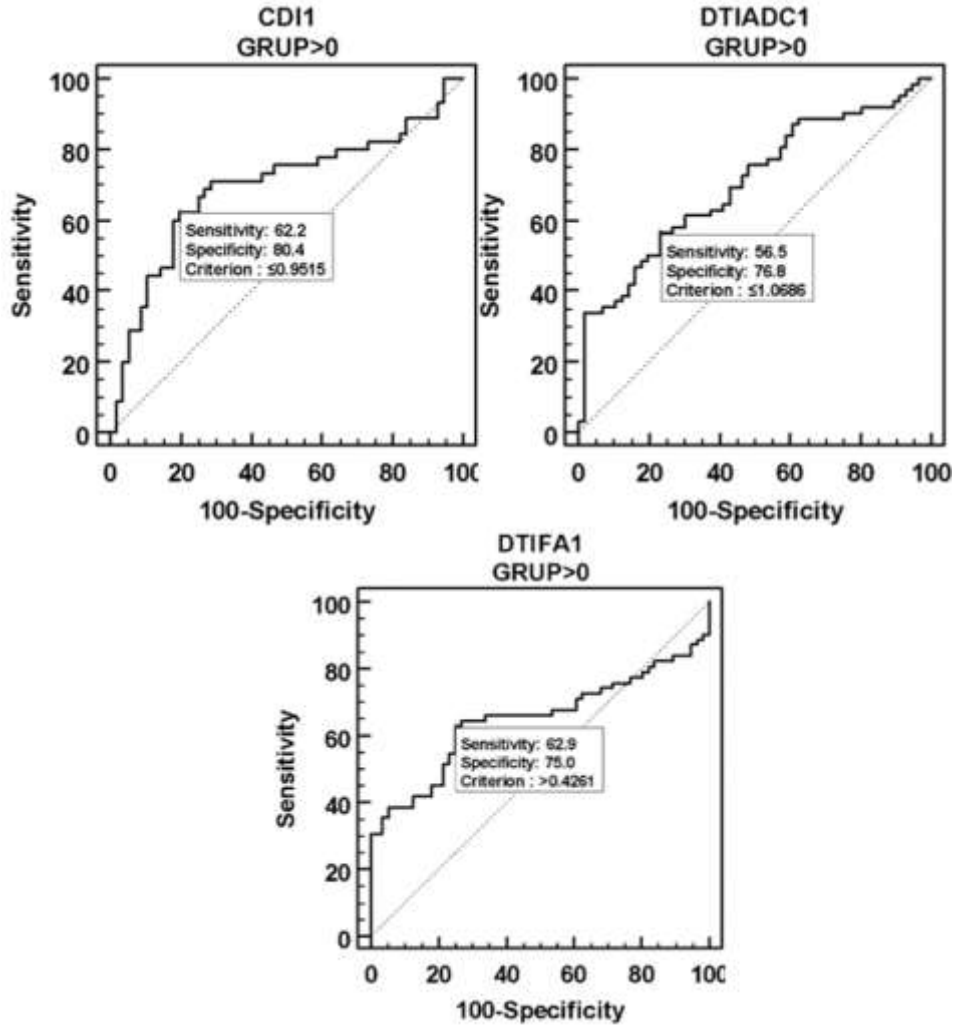 CDI1
GRUP>0
Sensitivity
100
80
60
40
20
0
Sensitivity: 62.2
Specificity: 80.4
Criterion : ≤0.9515
0 20 40 60 80 100
100-Specificity
DTIADC1
GRUP>0
Sensitivity
100
80
60
40
20
0
Sensitivity: 56.5
Specificity: 76.8
Criterion : ≤1.0686
0 20 40 60 80 100
100-Specificity
DTIFA1
GRUP>0
Sensitivity
100
80
60
40
20
0
Sensitivity: 62.9
Specificity: 75.0
Criterion : >0.4261
0 20 40 60 80 100
100-Specificity